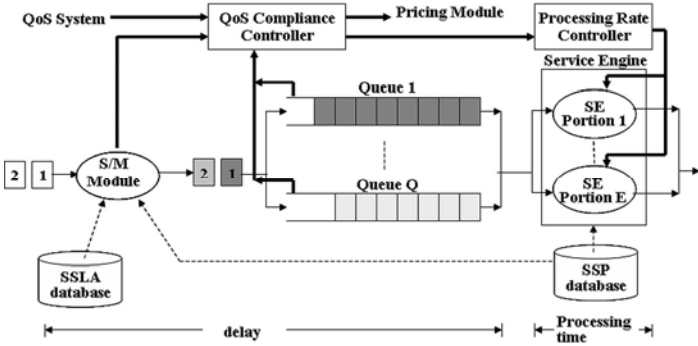 QoS System
QoS Compliance
Controller
Pricing Module
Processing Rate
Controller
Service Engine
Queue 1
SE
Portion 1
2 1
S/M
Module
2 1
Queue Q
SE
Portion E
SSLA
database
SSP
database
delay
Processing
time